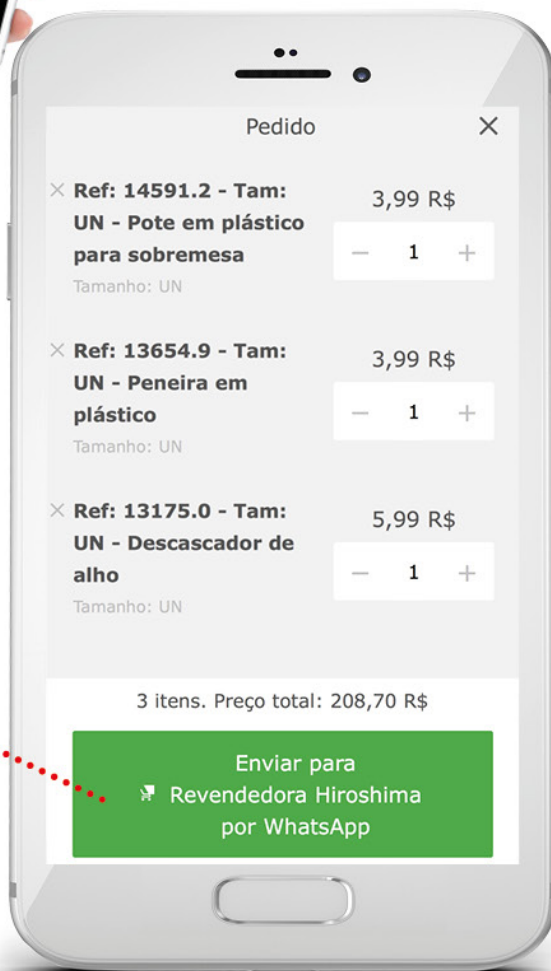 Pedido
Ref: 14591.2 - Tam:
UN - Pote em plástico
para sobremesa
Tamanho: UN
3,99 R$
1
Ref: 13654.9 - Tam:
UN - Peneira em
plástico
Tamanho: UN
3,99 R$
1
Ref: 13175.0 - Tam:
UN - Descascador de
alho
Tamanho: UN
5,99 R$
1
3 itens. Preço total: 208,70 R$
Enviar para
Revendedora Hiroshima
por WhatsApp